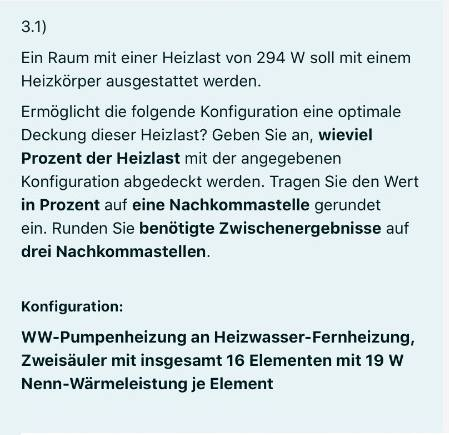 3.1)
Ein Raum mit einer Heizlast von 294 W soll mit einem
Heizkörper ausgestattet werden.
Ermöglicht die folgende Konfiguration eine optimale
Deckung dieser Heizlast? Geben Sie an, wieviel
Prozent der Heizlast mit der angegebenen
Konfiguration abgedeckt werden. Tragen Sie den Wert
in Prozent auf eine Nachkommastelle gerundet
ein. Runden Sie benötigte Zwischenergebnisse auf
drei Nachkommastellen.
Konfiguration:
WW-Pumpenheizung an Heizwasser-Fernheizung,
Zweisäuler mit insgesamt 16 Elementen mit 19 W
Nenn-Wärmeleistung je Element